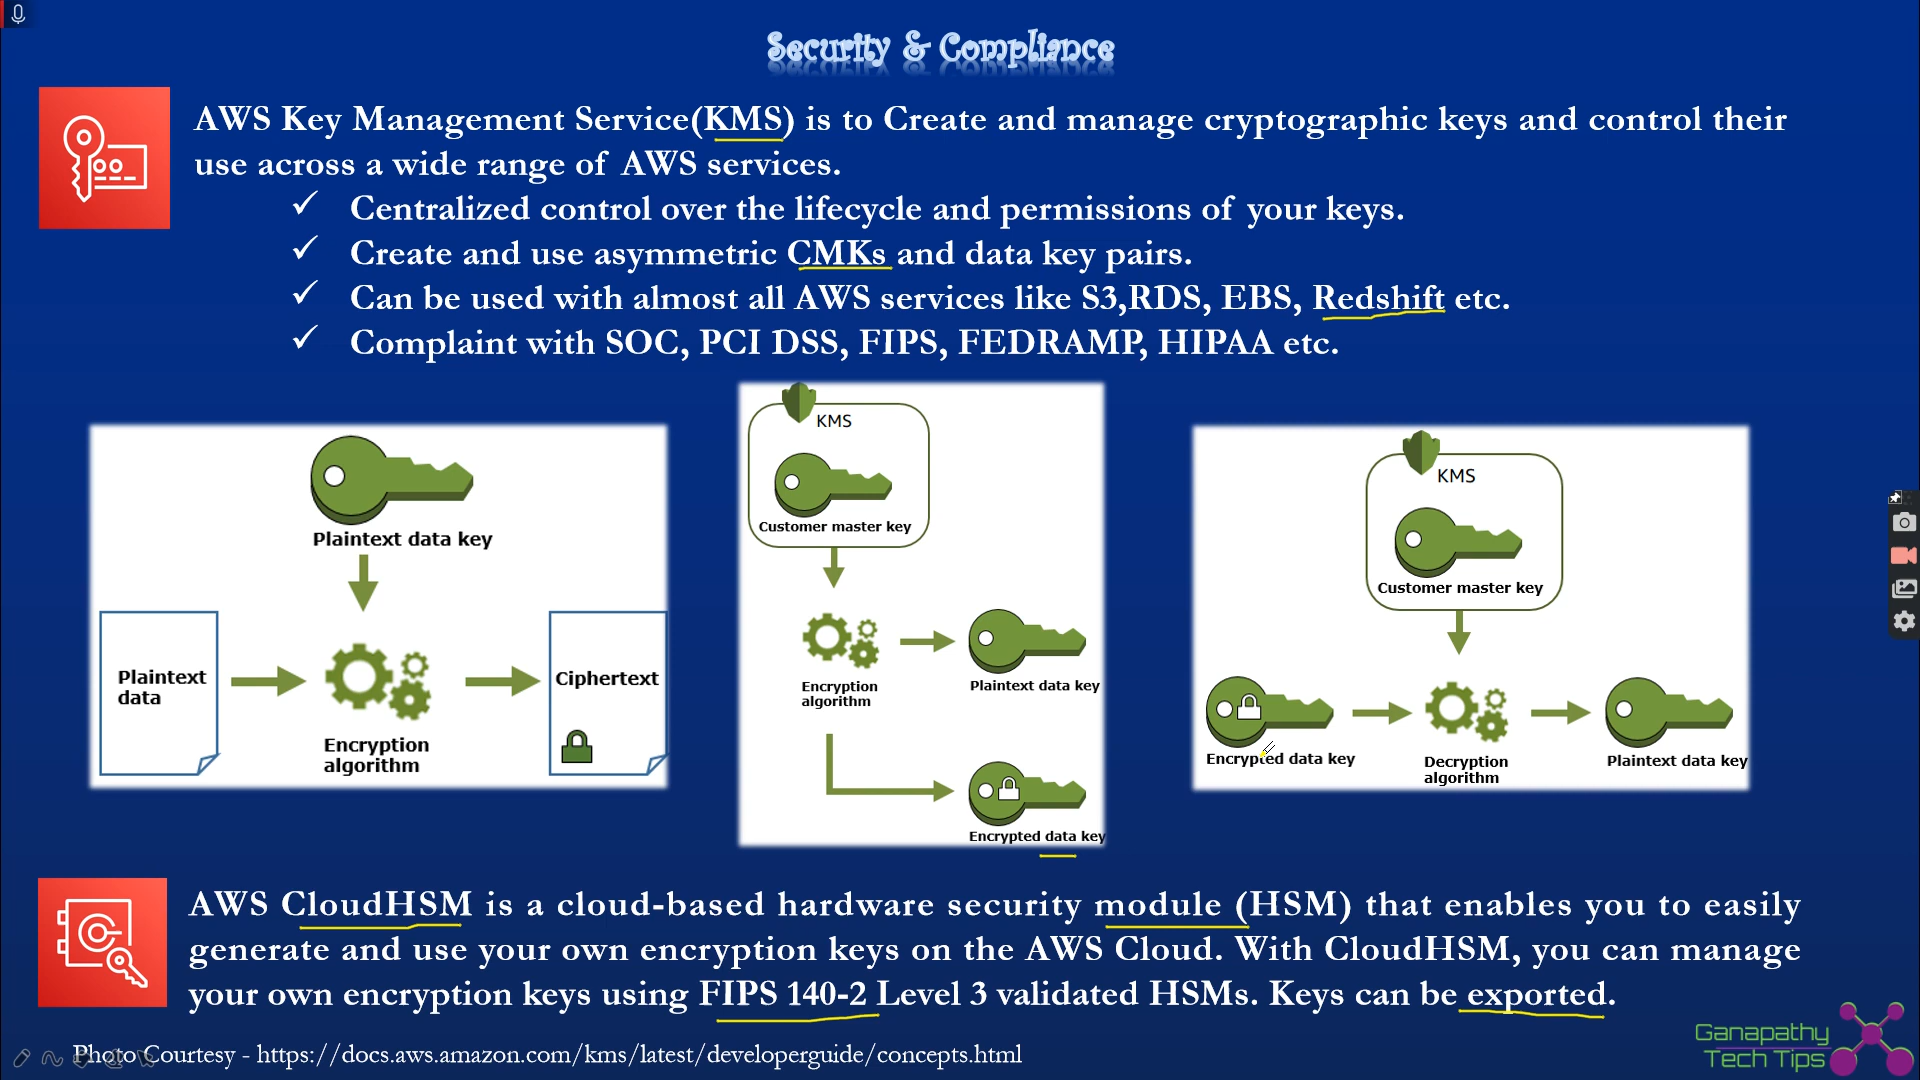 Security & Compliance
AWS Key Management Service(KMS) is to Create and manage cryptographic keys and control their
use across a wide range of AWS services.
✓ Centralized control over the lifecycle and permissions of your keys.
✓ Create and use asymmetric CMKs and data key pairs.
✓ Can be used with almost all AWS services like S3,RDS, EBS, Redshift etc.
✓ Complaint with SOC, PCI DSS, FIPS, FEDRAMP, HIPAA etc.
Plaintext data key
Plaintext
data
Encryption
algorithm
Ciphertext
KMS
Customer master key
Encryption
algorithm
Plaintext data key
Encrypted data key
KMS
Customer master key
Encrypted data key
Decryption
algorithm
Plaintext data key
AWS CloudHSM is a cloud-based hardware security module (HSM) that enables you to easily
generate and use your own encryption keys on the AWS Cloud. With CloudHSM, you can manage
your own encryption keys using FIPS 140-2 Level 3 validated HSMs. Keys can be exported.
Photo Courtesy - https://docs.aws.amazon.com/kms/latest/developerguide/concepts.html
Ganapathy
Tech Tips